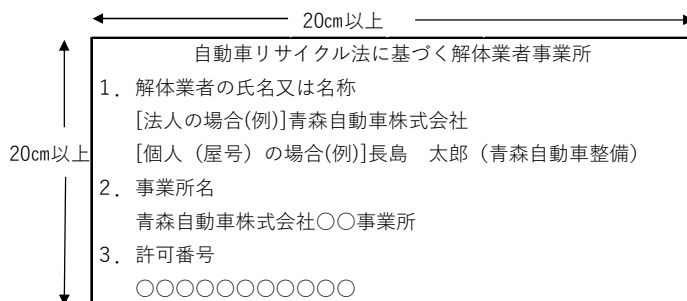 20㎝以上
自動車リサイクル法に基づく解体業者事業所
1．解体業者の氏名又は名称
[法人の場合(例)]青森自動車株式会社
20㎝以上
[個人（屋号）の場合(例)]長島　太郎（青森自動車整備）
2．事業所名
青森自動車株式会社○○事業所
3．許可番号
○○○○○○○○○○○